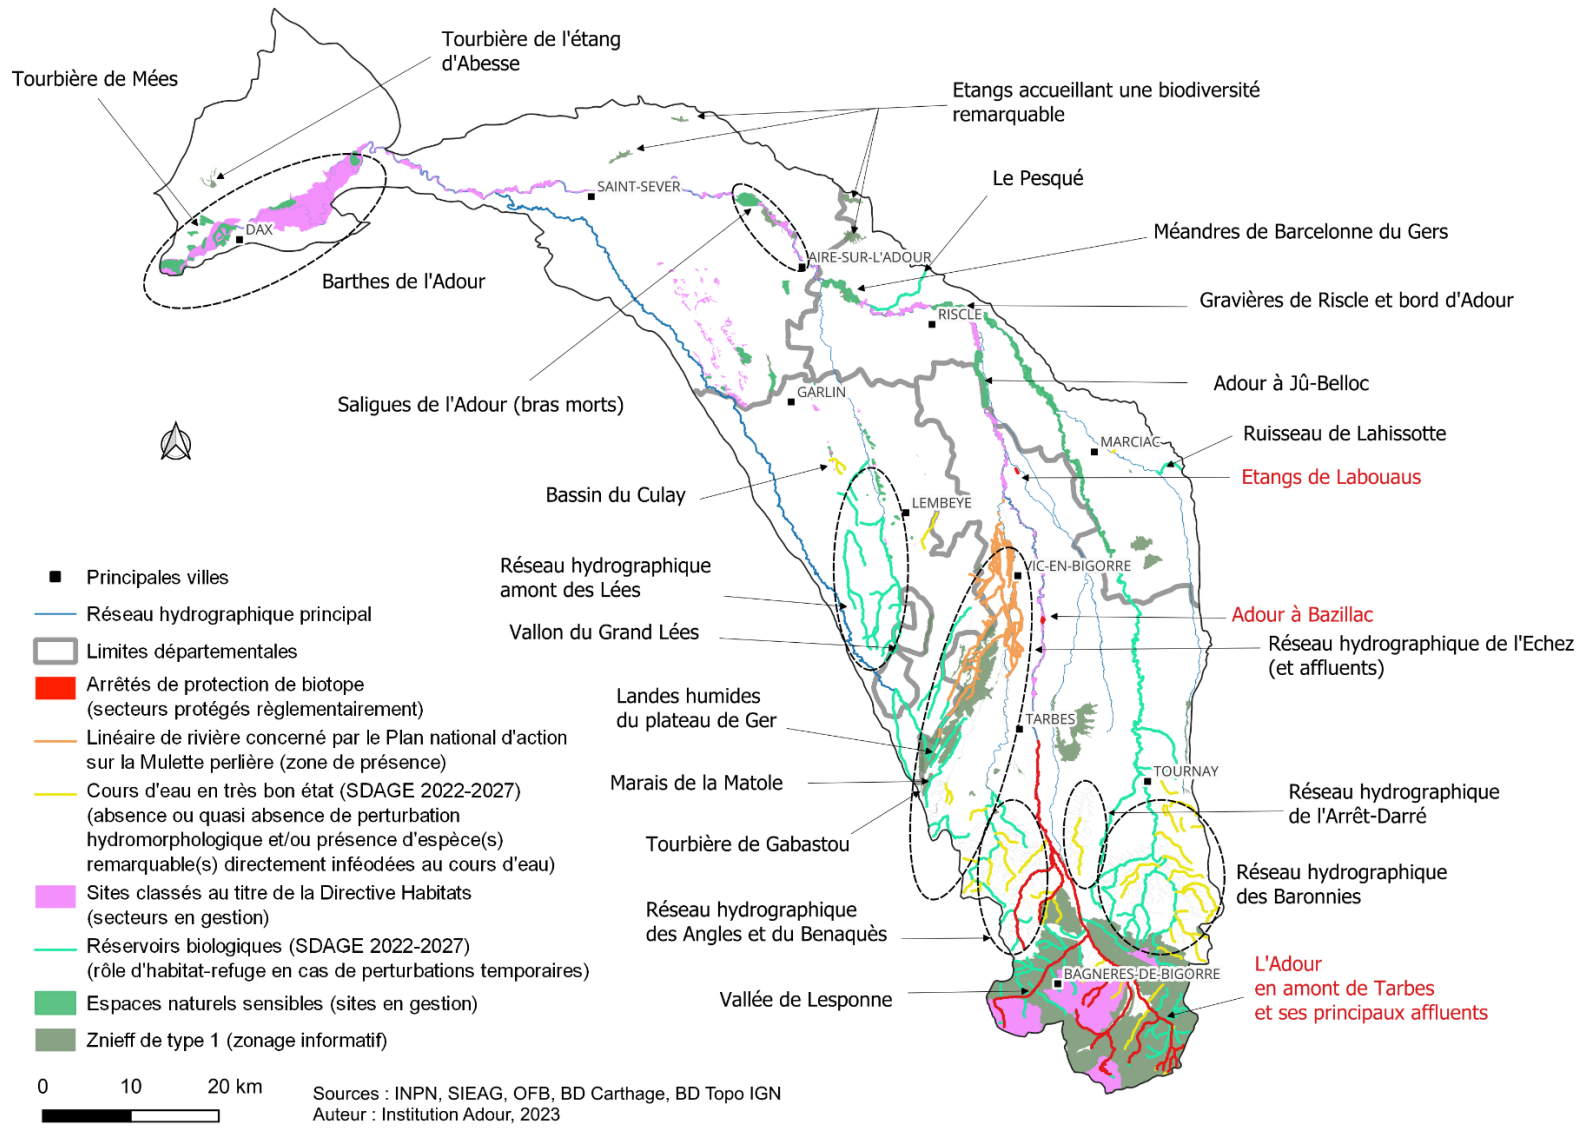 Tourbière de l'étang
d'Abesse
Tourbière de Mées
Etangs accueillant une biodiversité
remarquable
Le Pesqué
SAINT-SEVER
DAX
Méandres de Barcelonne du Gers
AIRE-SUR-L'ADOUR
Barthes de l'Adour
Gravières de Riscle et bord d'Adour
RISCLE
Adour à Jû-Belloc
GARLIN
Saligues de l'Adour (bras morts)
MARCIAC
Ruisseau de Lahissotte
Etangs de Labouaus
Bassin du Culay
LEMBEYE
Réseau hydrographique
amont des Lées
VIC-EN-BIGORRE
Adour à Bazillac
Vallon du Grand Lées
Réseau hydrographique de l'Echez
(et affluents)
Landes humides
du plateau de Ger
TARBES
Marais de la Matole
TOURNAY
Réseau hydrographique
de l'Arrêt-Darré
Tourbière de Gabastou
Réseau hydrographique
des Baronnies
Réseau hydrographique
des Angles et du Benaquès
BAGNERES-DE-BIGORRE
Vallée de Lesponne
L'Adour
en amont de Tarbes
et ses principaux affluents
Principales villes
Réseau hydrographique principal
Limites départementales
Arrêtés de protection de biotope
(secteurs protégés règlementairement)
Linéaire de rivière concerné par le Plan national d'action
sur la Mulette perlière (zone de présence)
Cours d'eau en très bon état (SDAGE 2022-2027)
(absence ou quasi absence de perturbation
hydromorphologique et/ou présence d'espèce(s)
remarquable(s) directement inféodées au cours d'eau)
Sites classés au titre de la Directive Habitats
(secteurs en gestion)
Réservoirs biologiques (SDAGE 2022-2027)
(rôle d'habitat-refuge en cas de perturbations temporaires)
Espaces naturels sensibles (sites en gestion)
Znieff de type 1 (zonage informatif)
0 10 20 km
Sources : INPN, SIEAG, OFB, BD Carthage, BD Topo IGN
Auteur : Institution Adour, 2023